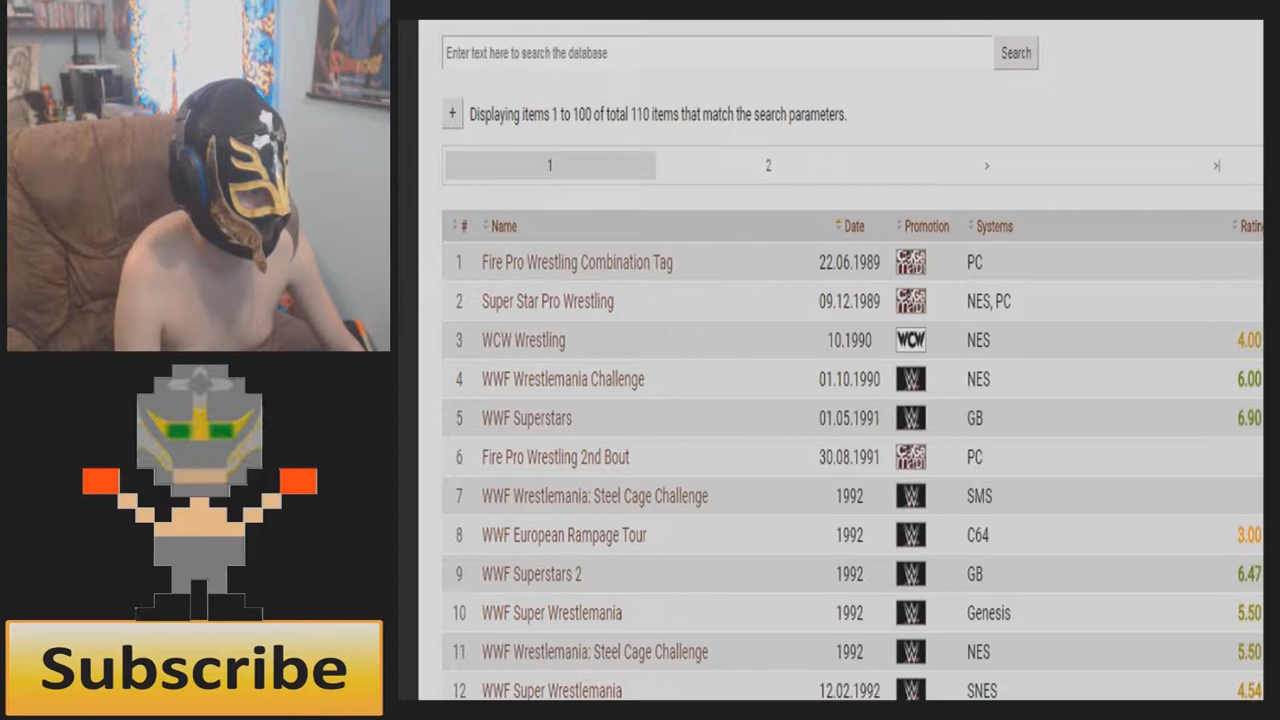 Enter text here to search the database
Search
+ Displaying items 1 to 100 of total 110 items that match the search parameters.
1 2 > >|
# Name Date Promotion Systems Ratin
1 Fire Pro Wrestling Combination Tag 22.06.1989 PC
2 Super Star Pro Wrestling 09.12.1989 NES, PC
3 WCW Wrestling 10.1990 WCW NES 4.00
4 WWF Wrestlemania Challenge 01.10.1990 NES 6.00
5 WWF Superstars 01.05.1991 GB 6.90
6 Fire Pro Wrestling 2nd Bout 30.08.1991 PC
7 WWF Wrestlemania: Steel Cage Challenge 1992 SMS
8 WWF European Rampage Tour 1992 C64 3.00
9 WWF Superstars 2 1992 GB 6.47
10 WWF Super Wrestlemania 1992 Genesis 5.50
11 WWF Wrestlemania: Steel Cage Challenge 1992 NES 5.50
12 WWF Super Wrestlemania 12.02.1992 SNES 4.54
Subscribe